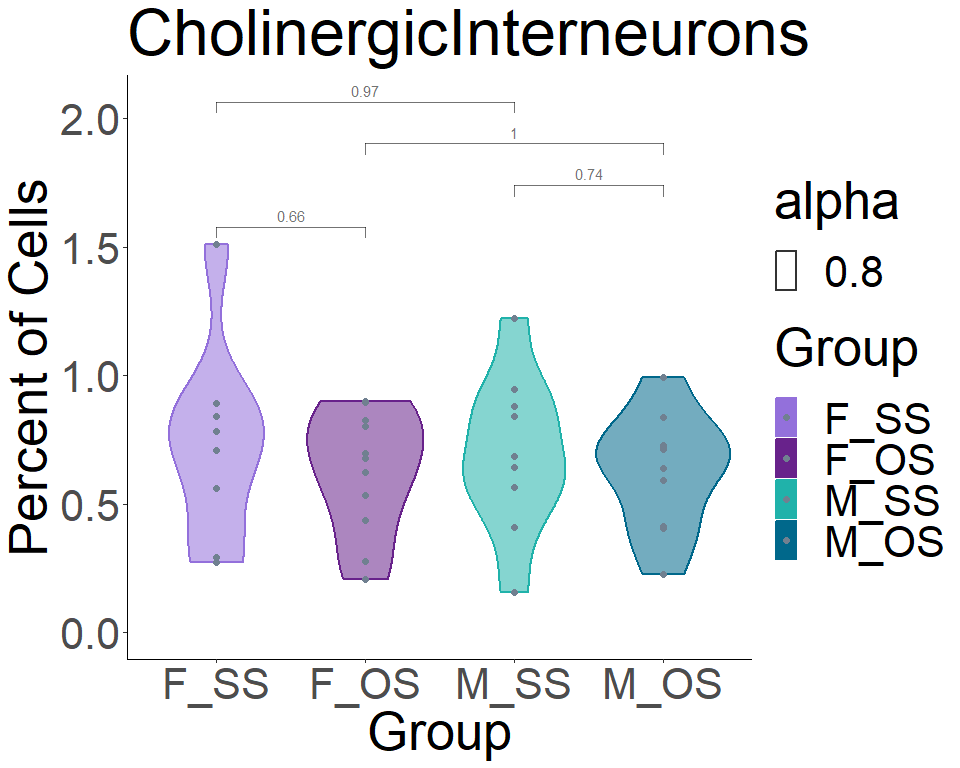 CholinergicInterneurons
Percent of Cells
2.0
1.5
1.0
0.5
0.0
0.97
1
0.74
0.66
F_SS
F_OS
M_SS
M_OS
Group
alpha
0.8
Group
F_SS
F_OS
M_SS
M_OS